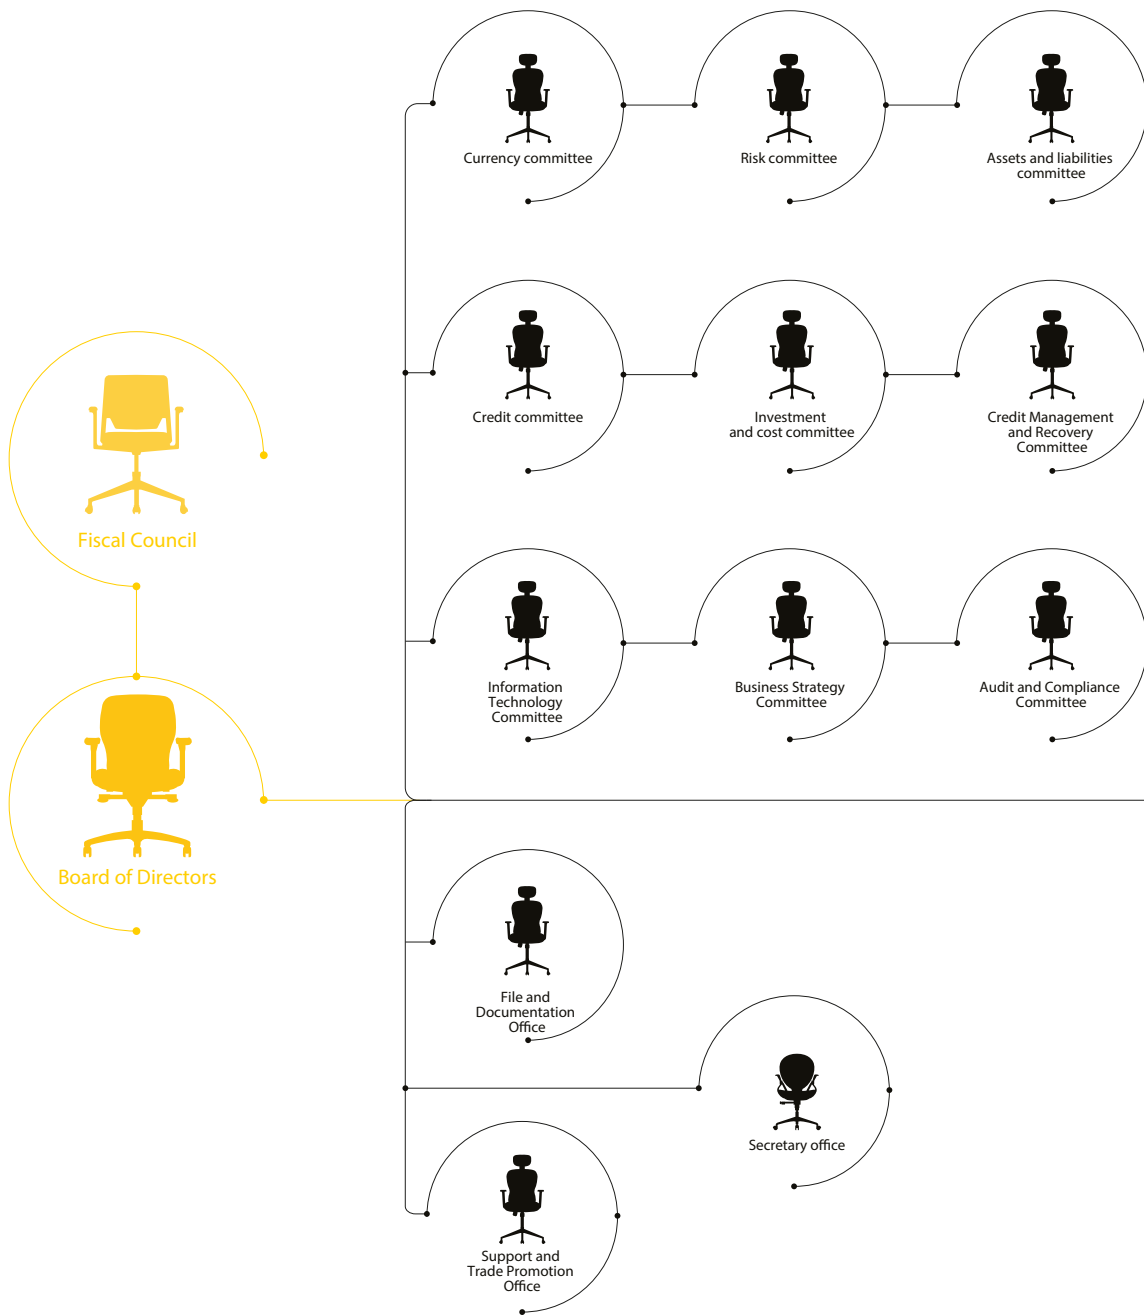 Currency committee
Risk committee
Assets and liabilities
committee
Credit committee
Investment
and cost committee
Credit Management
and Recovery
Committee
Fiscal Council
Information
Technology
Committee
Business Strategy
Committee
Audit and Compliance
Committee
Board of Directors
File and
Documentation
Office
Secretary office
Support and
Trade Promotion
Office